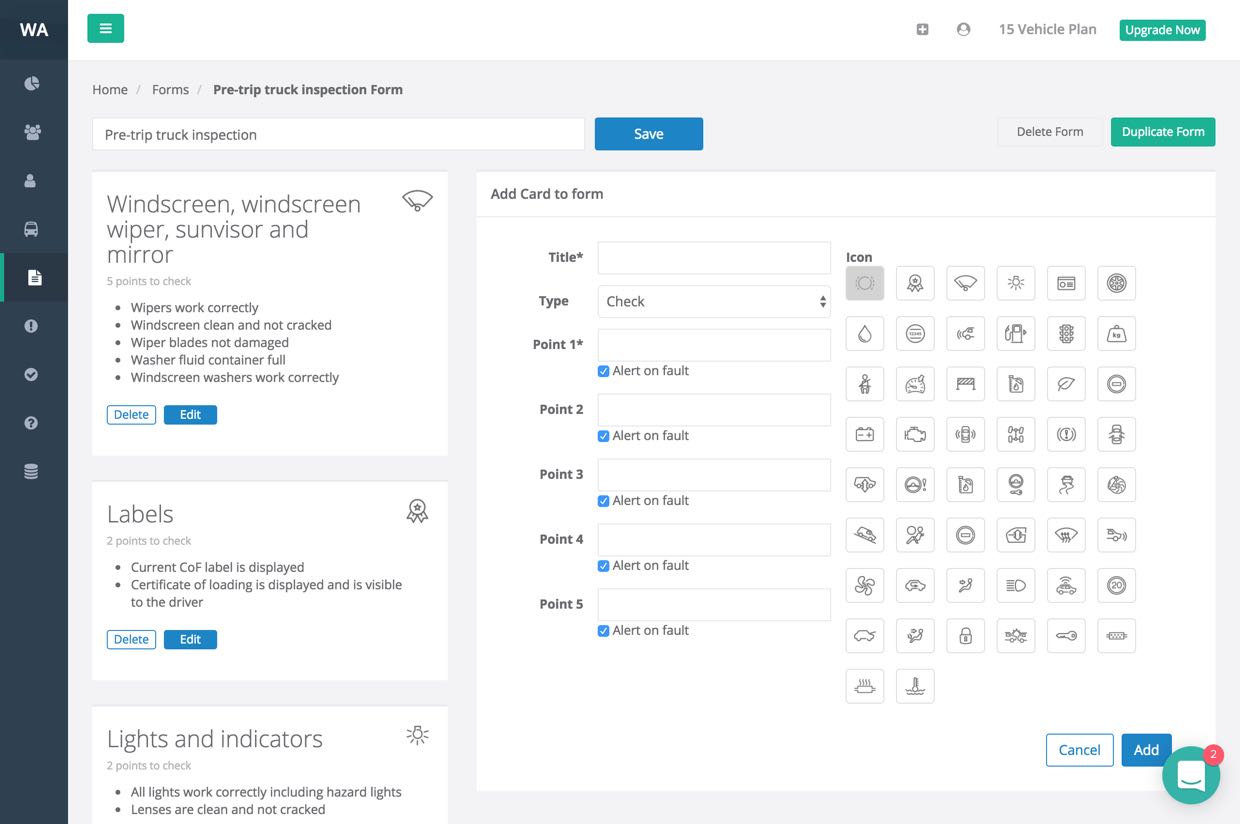 WA
15 Vehicle Plan
Upgrade Now
Home / Forms / Pre-trip truck inspection Form
Pre-trip truck inspection
Save
Delete Form
Duplicate Form
Windscreen, windscreen
wiper, sunvisor and
mirror
5 points to check
Wipers work correctly
Windscreen clean and not cracked
Wiper blades not damaged
Washer fluid container full
Windscreen washers work correctly
Delete
Edit
Labels
2 points to check
Current CoF label is displayed
Certificate of loading is displayed and is visible
to the driver
Delete
Edit
Lights and indicators
2 points to check
All lights work correctly including hazard lights
Lenses are clean and not cracked
Add Card to form
Title*
Type
Check
Point 1*
Alert on fault
Point 2
Alert on fault
Point 3
Alert on fault
Point 4
Alert on fault
Point 5
Alert on fault
Icon
12345
kg
20
Cancel
Add
2